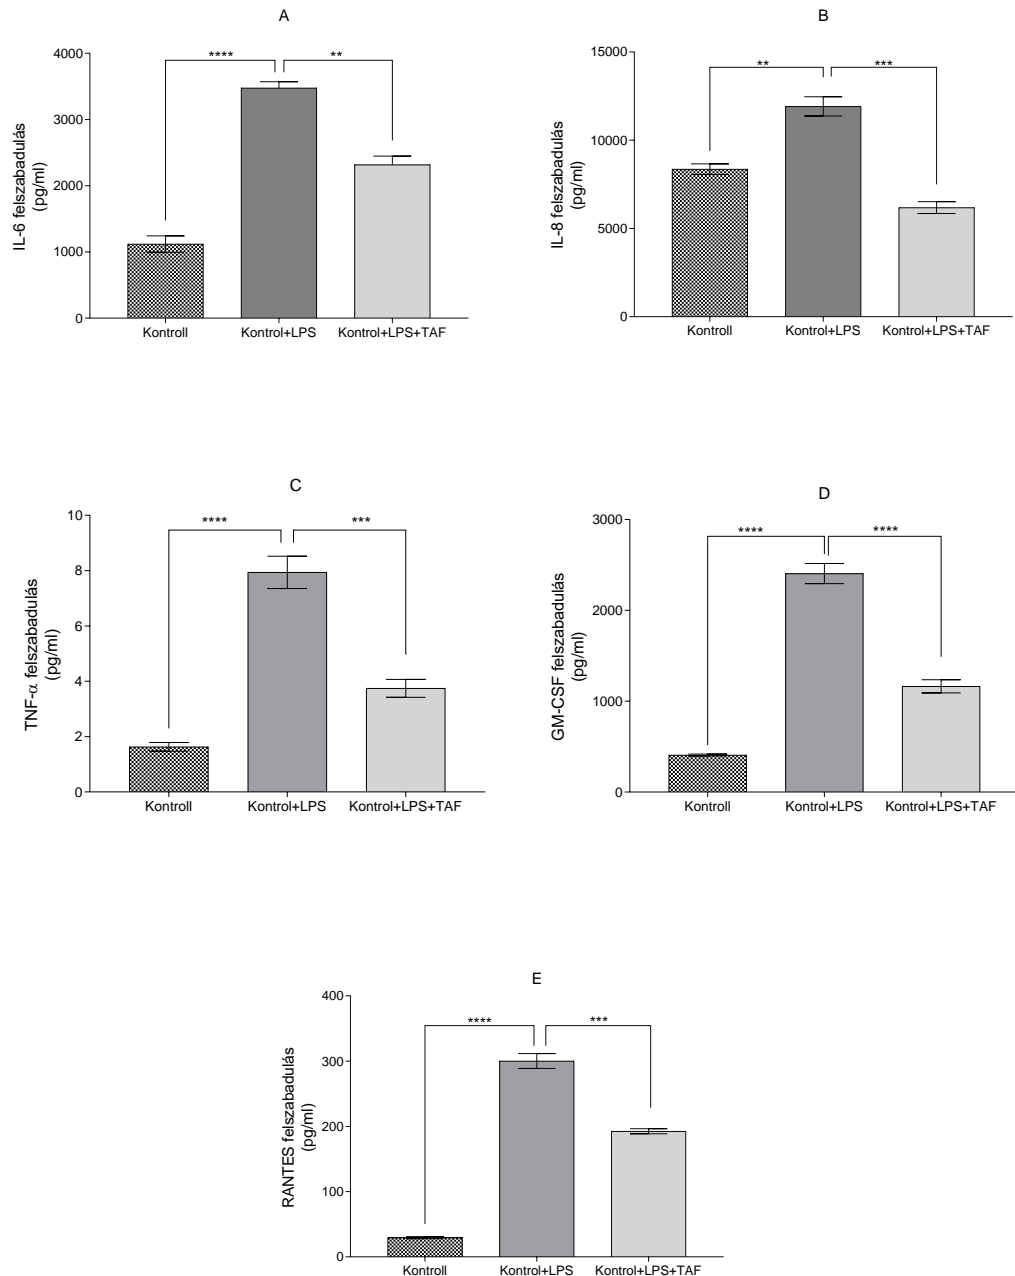 A
IL-6 felszabadulás
(pg/ml)
4000
3000
2000
1000
0
****
**
Kontroll
Kontrol+LPS
Kontrol+LPS+TAF
B
IL-8 felszabadulás
(pg/ml)
15000
10000
5000
0
**
***
Kontroll
Kontrol+LPS
Kontrol+LPS+TAF
C
TNF-α felszabadulás
(pg/ml)
10
8
6
4
2
0
****
***
Kontroll
Kontrol+LPS
Kontrol+LPS+TAF
D
GM-CSF felszabadulás
(pg/ml)
3000
2000
1000
0
****
****
Kontroll
Kontrol+LPS
Kontrol+LPS+TAF
E
RANTES felszabadulás
(pg/ml)
400
300
200
100
0
****
***
Kontroll
Kontrol+LPS
Kontrol+LPS+TAF